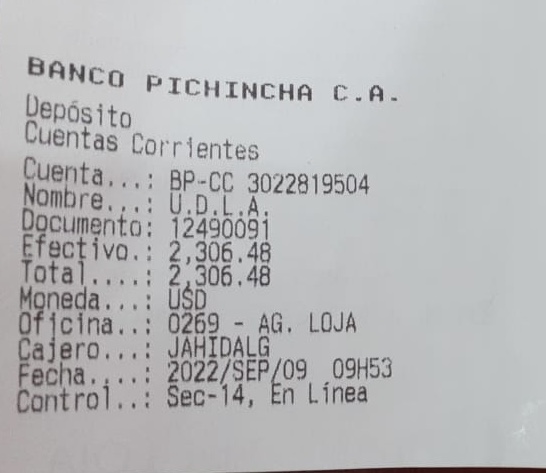 BANCO PICHINCHA C.A.
Depósito
Cuentas Corrientes
Cuenta...: BP-CC 3022819504
Nombre...: U.D.L.A.
Documento: 12490091
Efectivo.: 2,306.48
Total....: 2,306.48
Moneda...: USD
Oficina..: 0269 - AG. LOJA
Cajero...: JAHIDALG
Fecha....: 2022/SEP/09 09H53
Control..: Sec-14, En Línea